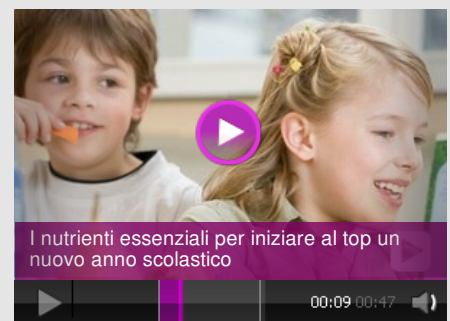 I nutrienti essenziali per iniziare al top un
nuovo anno scolastico
00:09 00:47